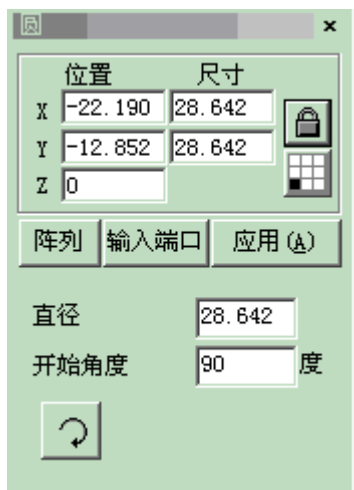 位置 尺寸
X -22.190 28.642
Y -12.852 28.642
Z 0
阵列 输入端口 应用(A)
直径 28.642
开始角度 90 度